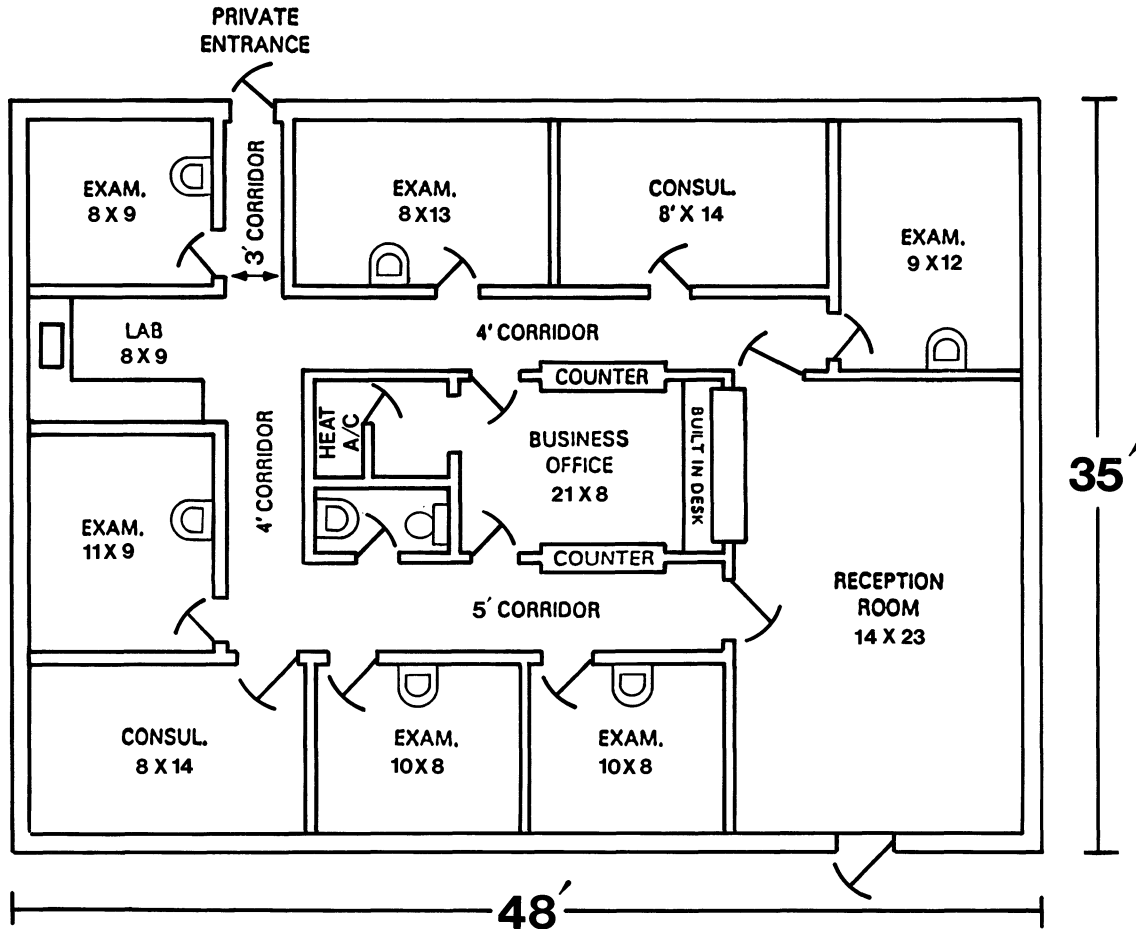 PRIVATE
ENTRANCE
EXAM.
8 X 9
3' CORRIDOR
EXAM.
8 X 13
CONSUL.
8' X 14
EXAM.
9 X 12
LAB
8 X 9
4' CORRIDOR
COUNTER
HEAT
A/C
BUSINESS
OFFICE
21 X 8
BUILT IN DESK
4' CORRIDOR
35'
EXAM.
11 X 9
COUNTER
5' CORRIDOR
RECEPTION
ROOM
14 X 23
CONSUL.
8 X 14
EXAM.
10 X 8
EXAM.
10 X 8
48'